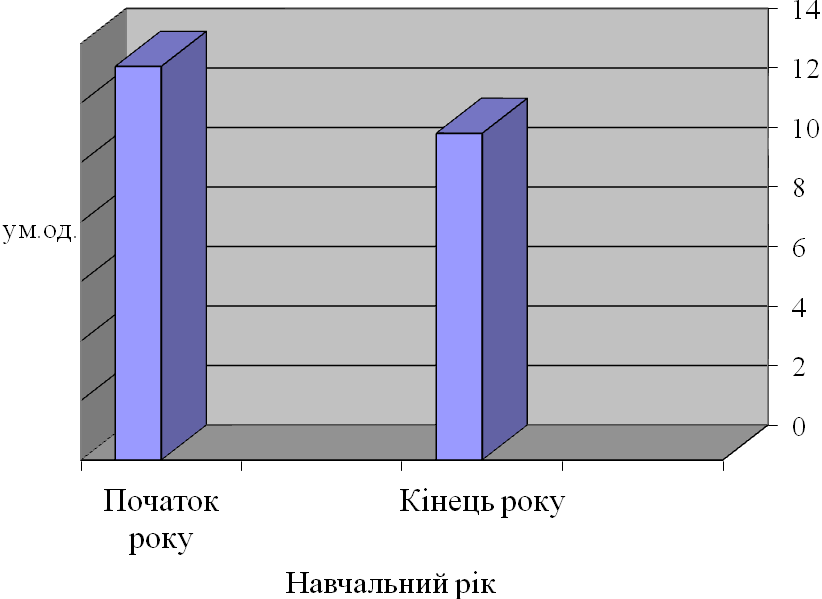 14
12
10
8
6
4
2
0
ум.од.
Початок
року
Кінець року
Навчальний рік